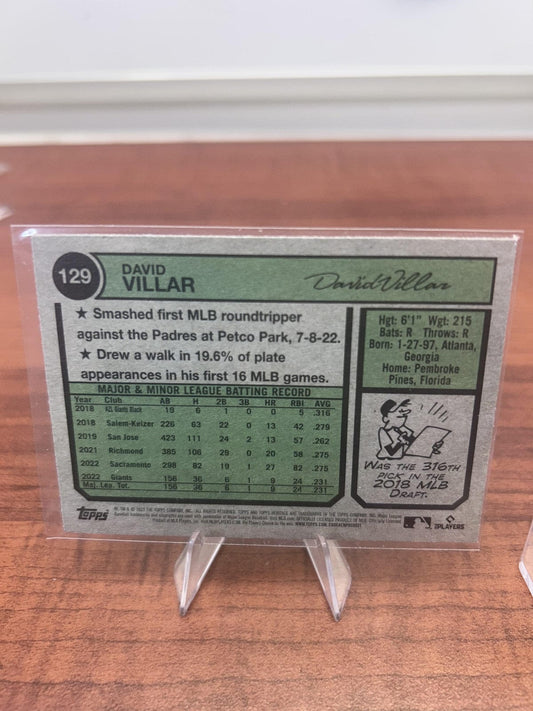 129
DAVID
VILLAR
David Villar
★ Smashed first MLB roundtripper
against the Padres at Petco Park, 7-8-22.
★ Drew a walk in 19.6% of plate
appearances in his first 16 MLB games.
MAJOR & MINOR LEAGUE BATTING RECORD
Year Club AB H 2B 3B HR RBI AVG
2018 AZL Giants Black 19 6 1 0 0 5 .316
2018 Salem-Keizer 226 63 22 0 13 42 .279
2019 San Jose 423 111 24 2 13 57 .262
2021 Richmond 385 106 29 0 20 58 .275
2022 Sacramento 298 82 19 1 27 82 .275
2022 Giants 156 36 6 1 9 24 .231
Maj. Lea. Tot. 156 36 6 1 9 24 .231
Hgt: 6'1" Wgt: 215
Bats: R Throws: R
Born: 1-27-97, Atlanta,
Georgia
Home: Pembroke
Pines, Florida
WAS THE 316TH
PICK IN THE
2018 MLB
DRAFT.
Topps
PLAYERS